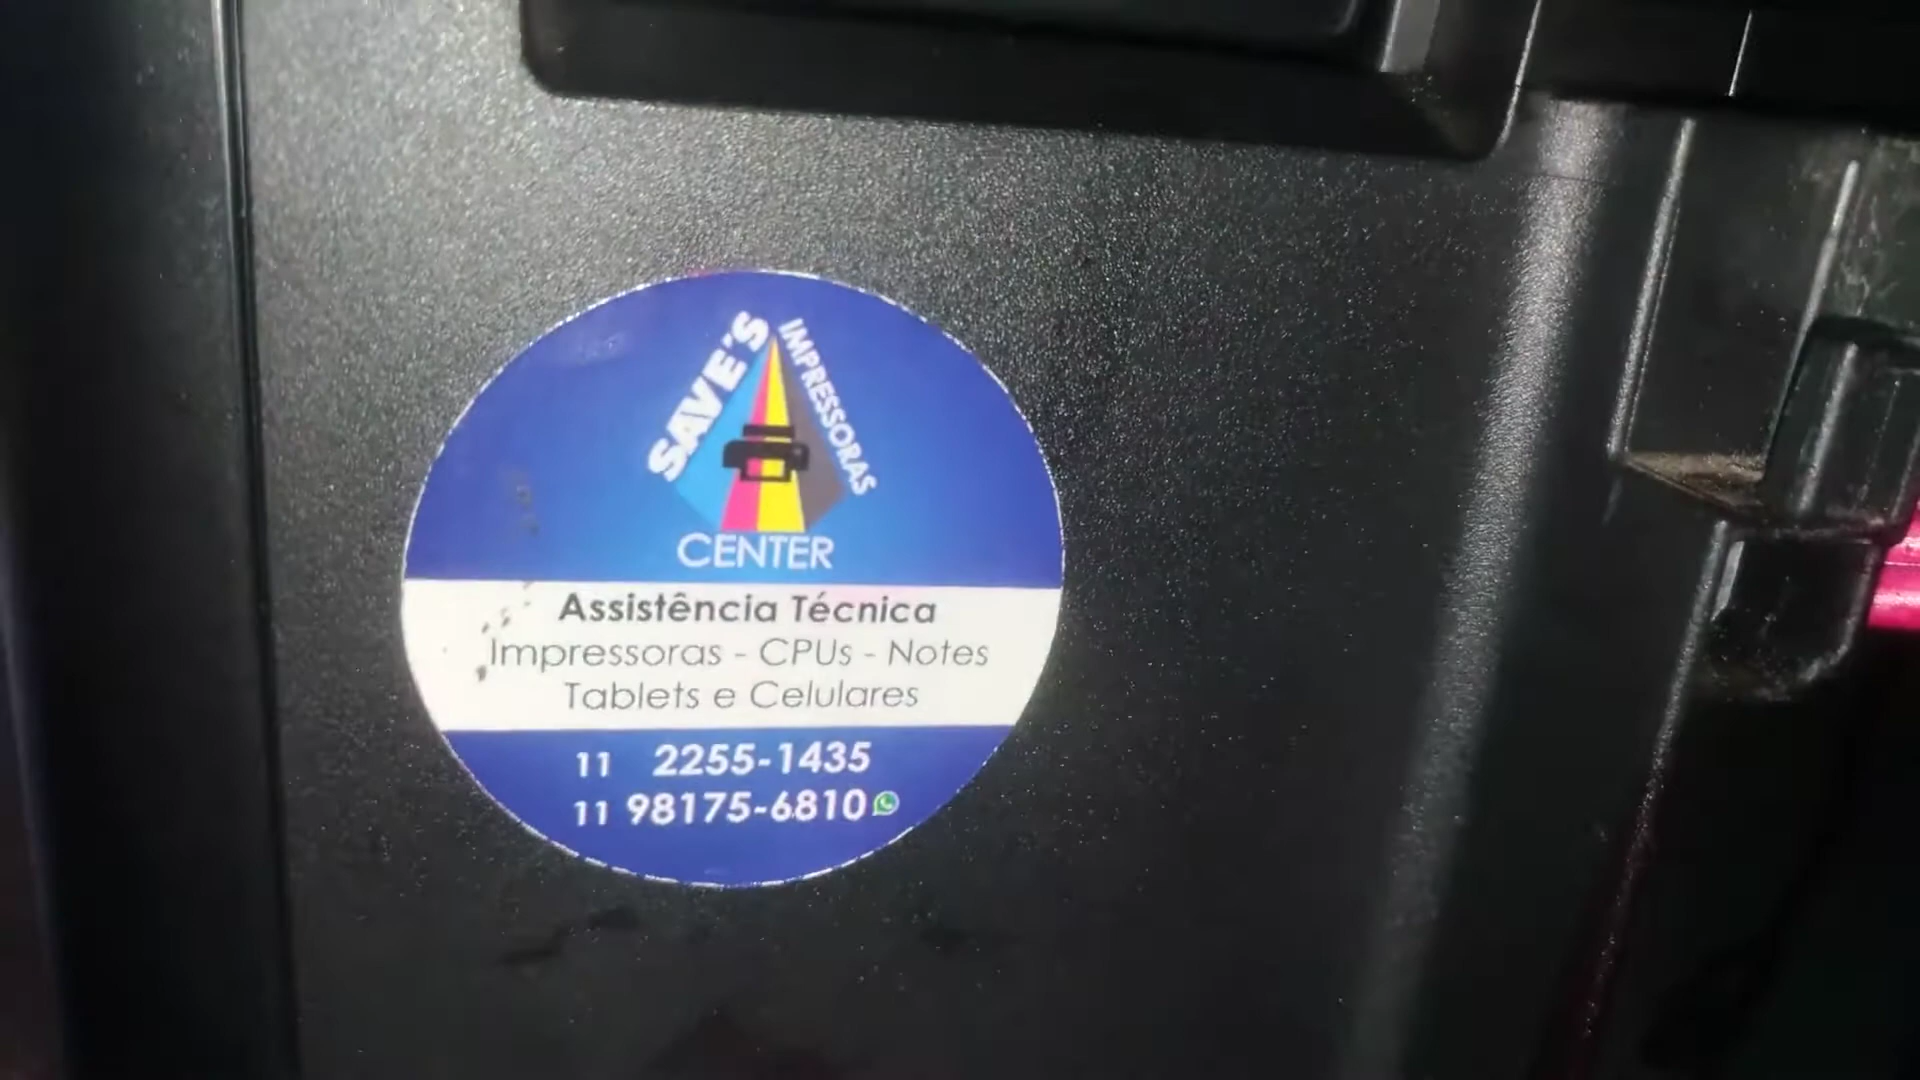 SAVE'S
IMPRESSORAS
CENTER
Assistência Técnica
Impressoras - CPUs - Notes
Tablets e Celulares
11 2255-1435
11 98175-6810